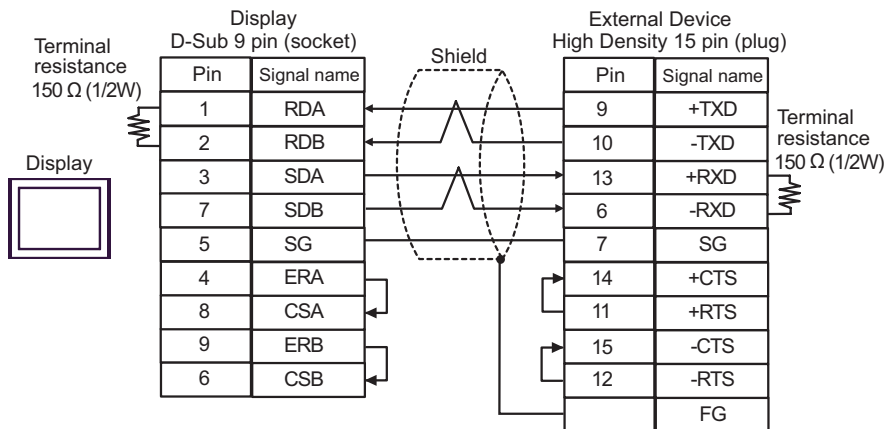 Display
D-Sub 9 pin (socket)
External Device
High Density 15 pin (plug)
Terminal
resistance
150 Ω (1/2W)
Shield
Pin Signal name
1 RDA
2 RDB
3 SDA
7 SDB
5 SG
4 ERA
8 CSA
9 ERB
6 CSB
Display
Pin Signal name
9 +TXD
10 -TXD
13 +RXD
6 -RXD
7 SG
14 +CTS
11 +RTS
15 -CTS
12 -RTS
FG
Terminal
resistance
150 Ω (1/2W)